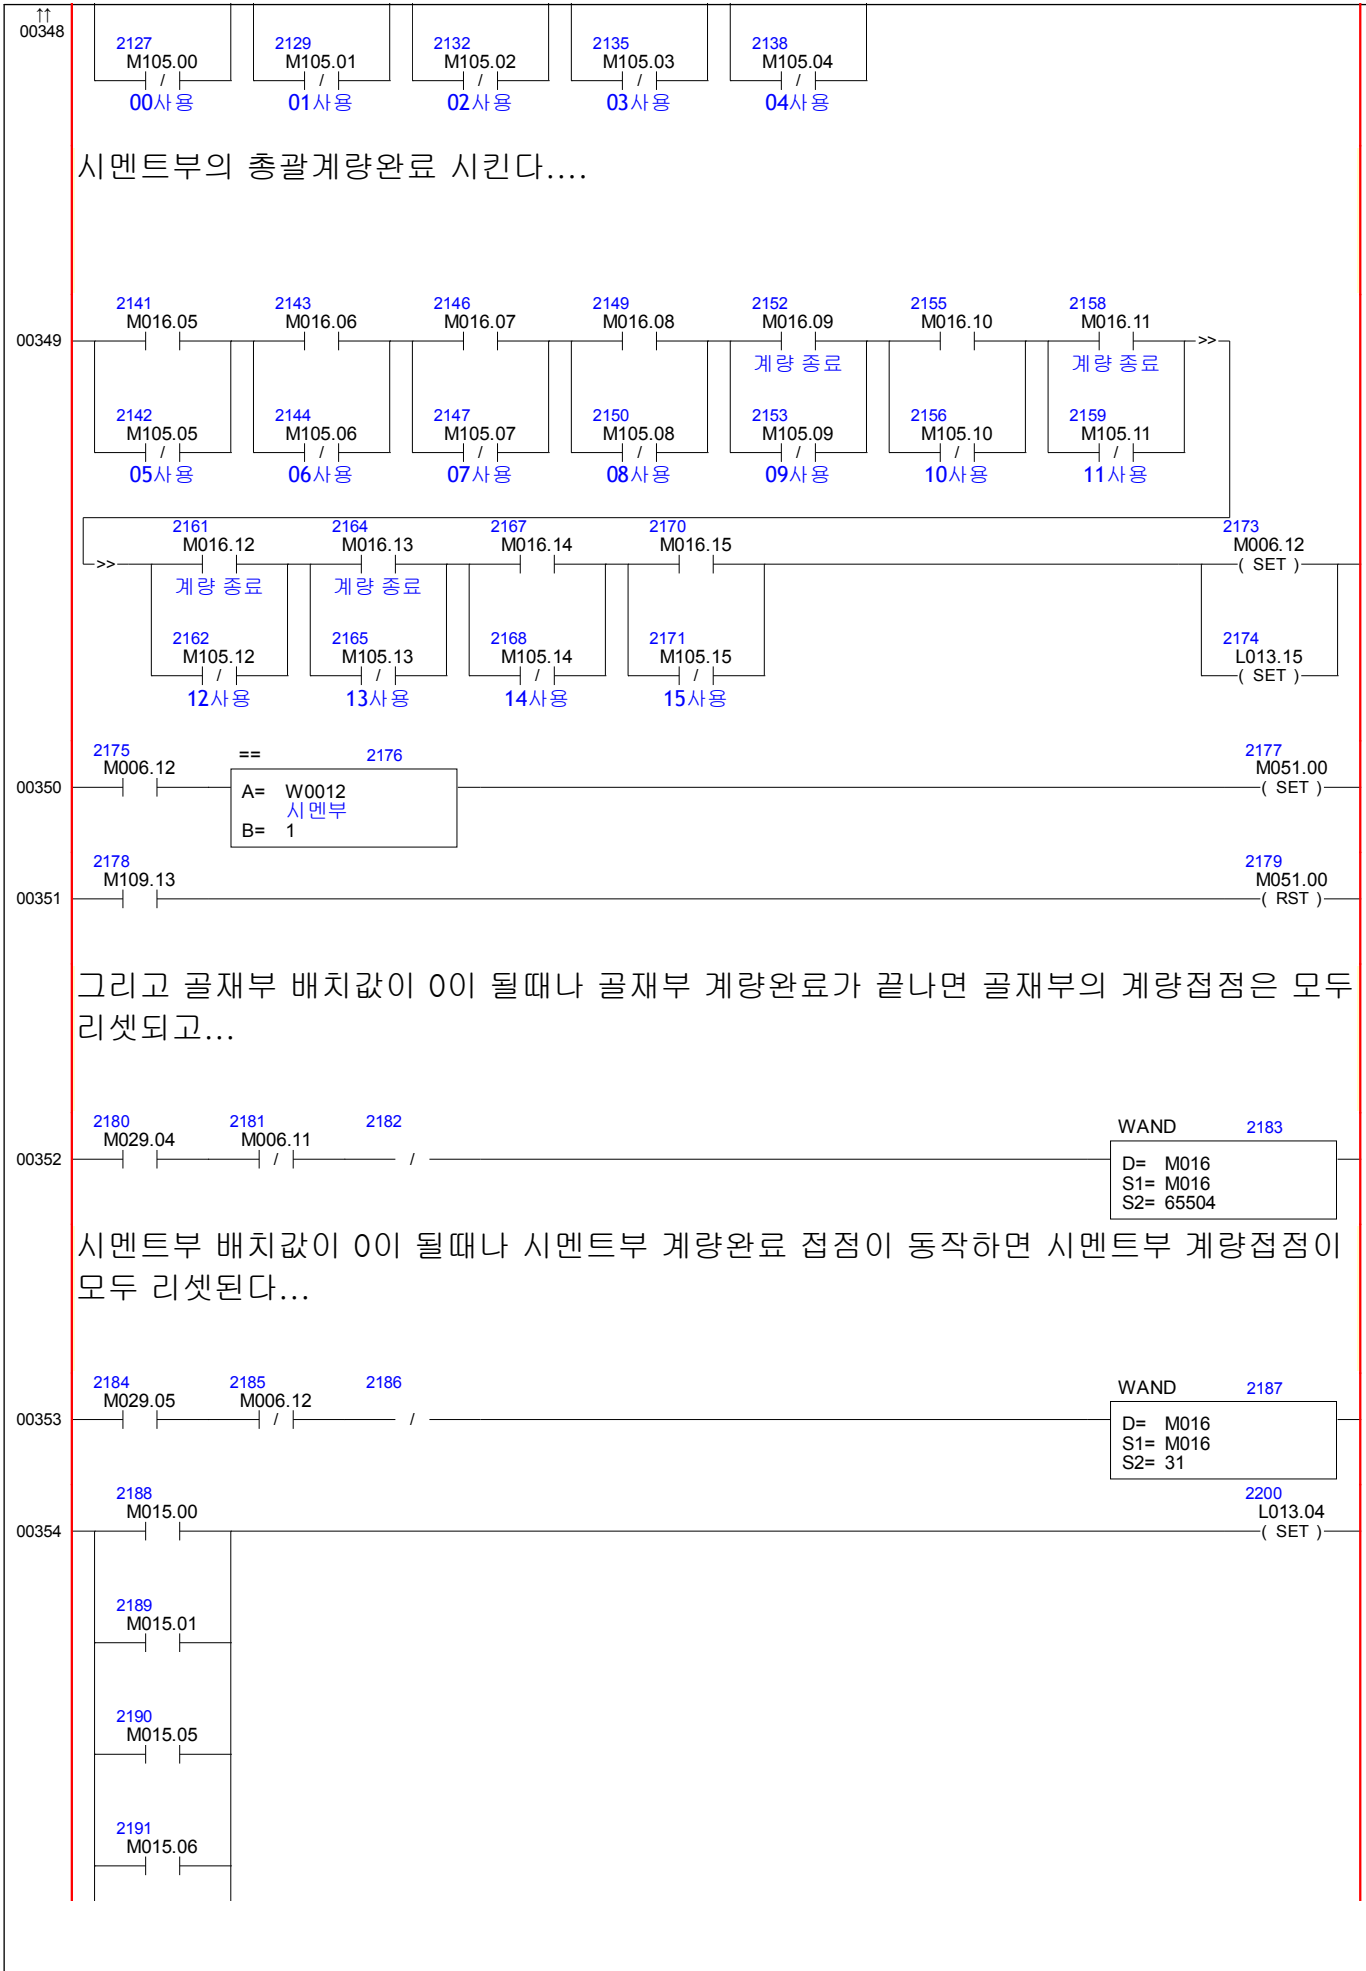 ↑↑
00348
2127 2129 2132 2135 2138
M105.00 M105.01 M105.02 M105.03 M105.04
/ / / / /
00사용 01사용 02사용 03사용 04사용
시멘트부의 총괄계량완료 시킨다....
2141 2143 2146 2149 2152 2155 2158
M016.05 M016.06 M016.07 M016.08 M016.09 M016.10 M016.11
00349 >>
계량 종료 계량 종료
2142 2144 2147 2150 2153 2156 2159
M105.05 M105.06 M105.07 M105.08 M105.09 M105.10 M105.11
/ / / / / / /
05사용 06사용 07사용 08사용 09사용 10사용 11사용
2161 2164 2167 2170 2173
M016.12 M016.13 M016.14 M016.15 M006.12
>> ( SET )
계량 종료 계량 종료
2162 2165 2168 2171 2174
M105.12 M105.13 M105.14 M105.15 L013.15
/ / / / ( SET )
12사용 13사용 14사용 15사용
2175 == 2176 2177
M006.12 M051.00
00350 A= W0012 ( SET )
시멘부
B= 1
2178 2179
M109.13 M051.00
00351 ( RST )
그리고 골재부 배치값이 0이 될때나 골재부 계량완료가 끝나면 골재부의 계량접점은 모두
리셋되고...
2180 2181 2182 WAND 2183
M029.04 M006.11
00352 / / D= M016
S1= M016
S2= 65504
시멘트부 배치값이 0이 될때나 시멘트부 계량완료 접점이 동작하면 시멘트부 계량접점이
모두 리셋된다...
2184 2185 2186 WAND 2187
M029.05 M006.12
00353 / / D= M016
S1= M016
S2= 31
2188 2200
M015.00 L013.04
00354 ( SET )
2189
M015.01
2190
M015.05
2191
M015.06